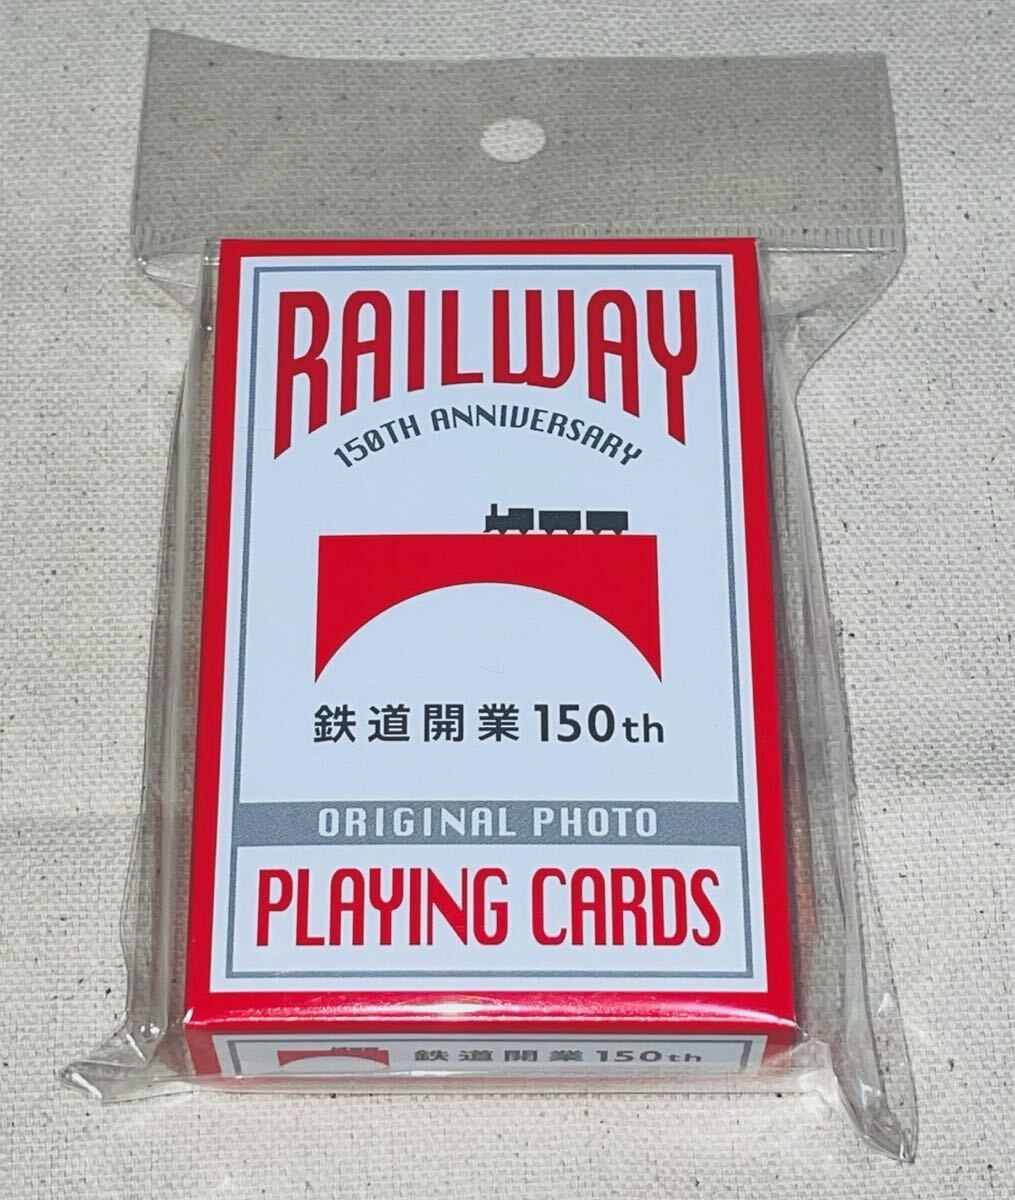 RAILWAY
150TH ANNIVERSARY
鉄道開業150th
ORIGINAL PHOTO
PLAYING CARDS
鉄道開業150th